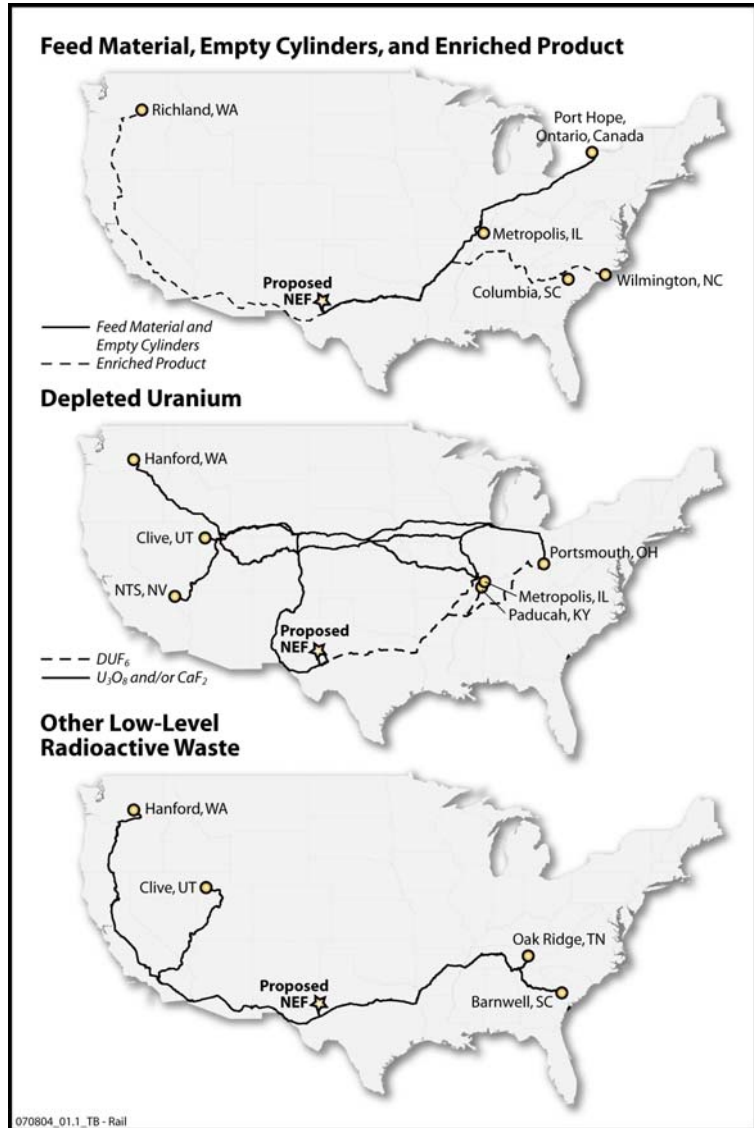 Feed Material, Empty Cylinders, and Enriched Product
Richland, WA
Port Hope,
Ontario, Canada
Metropolis, IL
Proposed
NEF
Columbia, SC
Wilmington, NC
Feed Material and
Empty Cylinders
Enriched Product
Depleted Uranium
Hanford, WA
Clive, UT
Portsmouth, OH
NTS, NV
Metropolis, IL
Paducah, KY
Proposed
NEF
DUF₆
U₃O₈ and/or CaF₂
Other Low-Level
Radioactive Waste
Hanford, WA
Clive, UT
Oak Ridge, TN
Proposed
NEF
Barnwell, SC
070804_01.1_TB - Rail